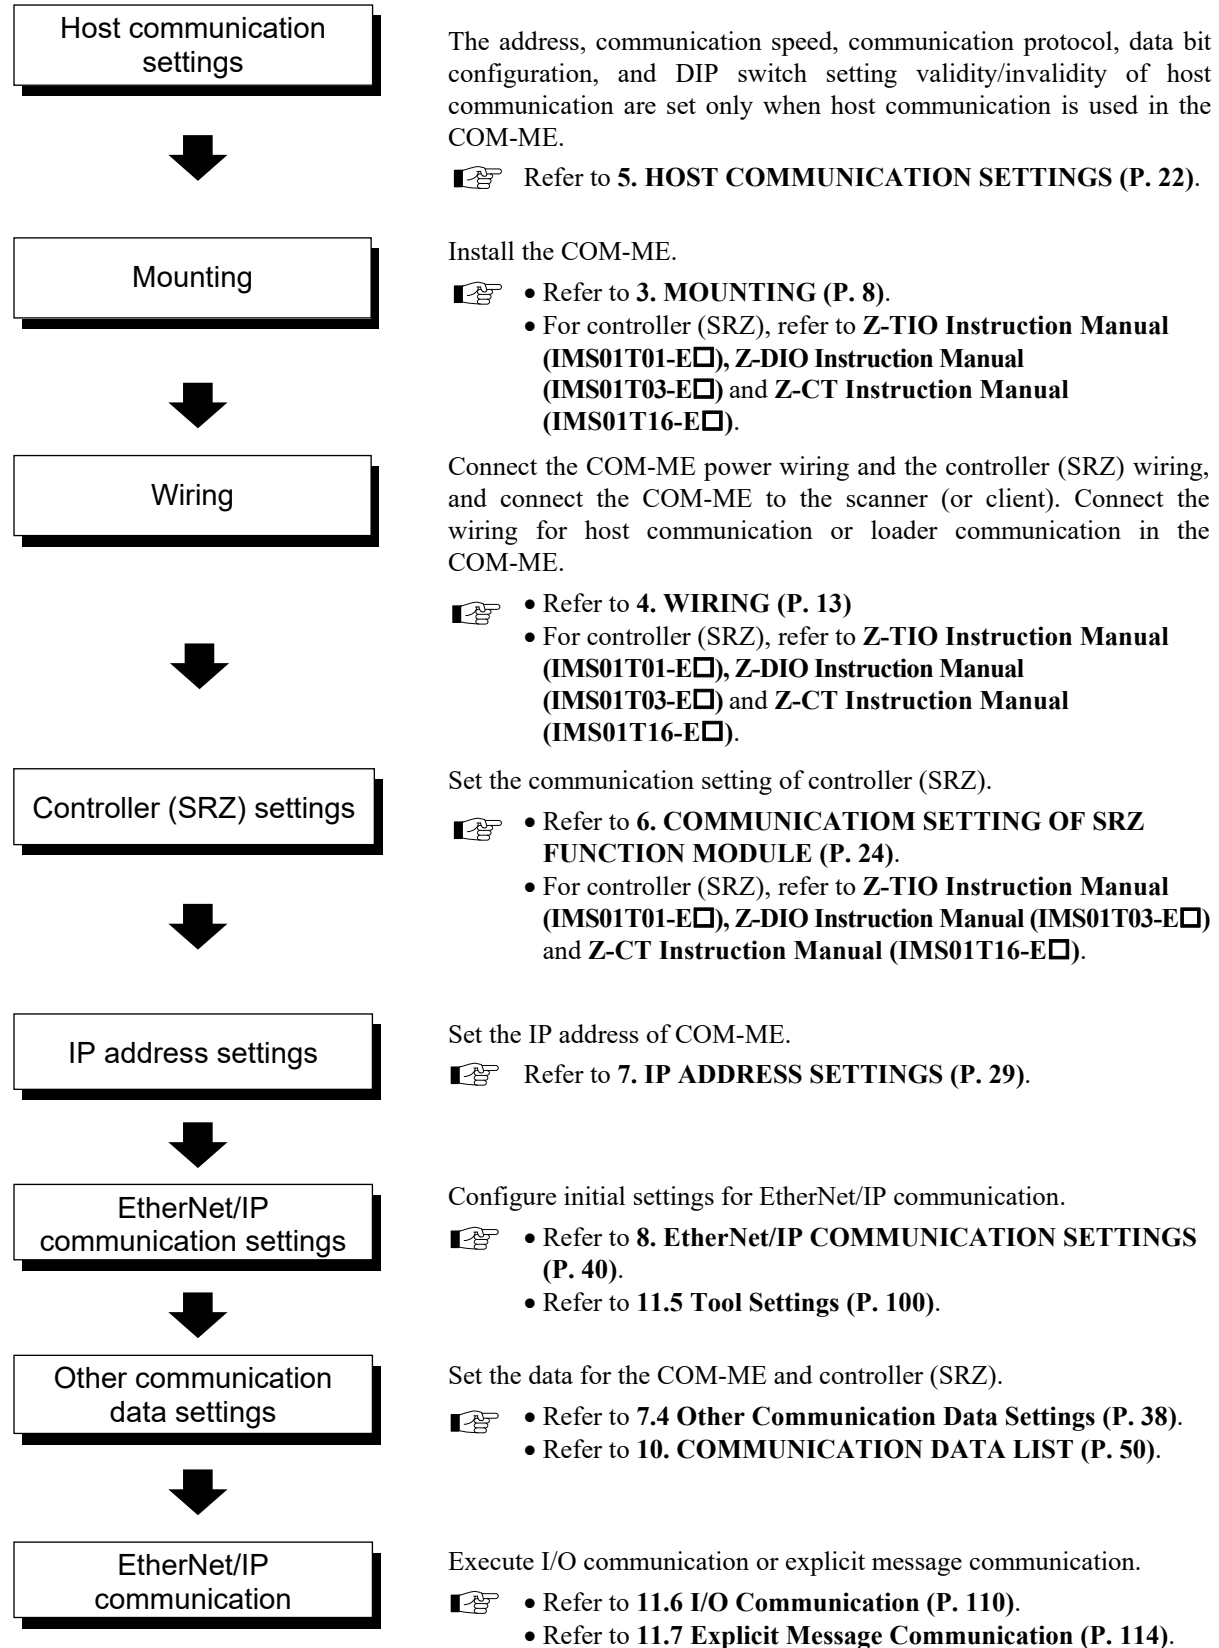 Host communication
settings
The address, communication speed, communication protocol, data bit
configuration, and DIP switch setting validity/invalidity of host
communication are set only when host communication is used in the
COM-ME.
Refer to 5. HOST COMMUNICATION SETTINGS (P. 22).
Mounting
Install the COM-ME.
• Refer to 3. MOUNTING (P. 8).
• For controller (SRZ), refer to Z-TIO Instruction Manual
(IMS01T01-E□), Z-DIO Instruction Manual
(IMS01T03-E□) and Z-CT Instruction Manual
(IMS01T16-E□).
Wiring
Connect the COM-ME power wiring and the controller (SRZ) wiring,
and connect the COM-ME to the scanner (or client). Connect the
wiring for host communication or loader communication in the
COM-ME.
• Refer to 4. WIRING (P. 13)
• For controller (SRZ), refer to Z-TIO Instruction Manual
(IMS01T01-E□), Z-DIO Instruction Manual
(IMS01T03-E□) and Z-CT Instruction Manual
(IMS01T16-E□).
Controller (SRZ) settings
Set the communication setting of controller (SRZ).
• Refer to 6. COMMUNICATIOM SETTING OF SRZ
FUNCTION MODULE (P. 24).
• For controller (SRZ), refer to Z-TIO Instruction Manual
(IMS01T01-E□), Z-DIO Instruction Manual (IMS01T03-E□)
and Z-CT Instruction Manual (IMS01T16-E□).
IP address settings
Set the IP address of COM-ME.
Refer to 7. IP ADDRESS SETTINGS (P. 29).
EtherNet/IP
communication settings
Configure initial settings for EtherNet/IP communication.
• Refer to 8. EtherNet/IP COMMUNICATION SETTINGS
(P. 40).
• Refer to 11.5 Tool Settings (P. 100).
Other communication
data settings
Set the data for the COM-ME and controller (SRZ).
• Refer to 7.4 Other Communication Data Settings (P. 38).
• Refer to 10. COMMUNICATION DATA LIST (P. 50).
EtherNet/IP
communication
Execute I/O communication or explicit message communication.
• Refer to 11.6 I/O Communication (P. 110).
• Refer to 11.7 Explicit Message Communication (P. 114).